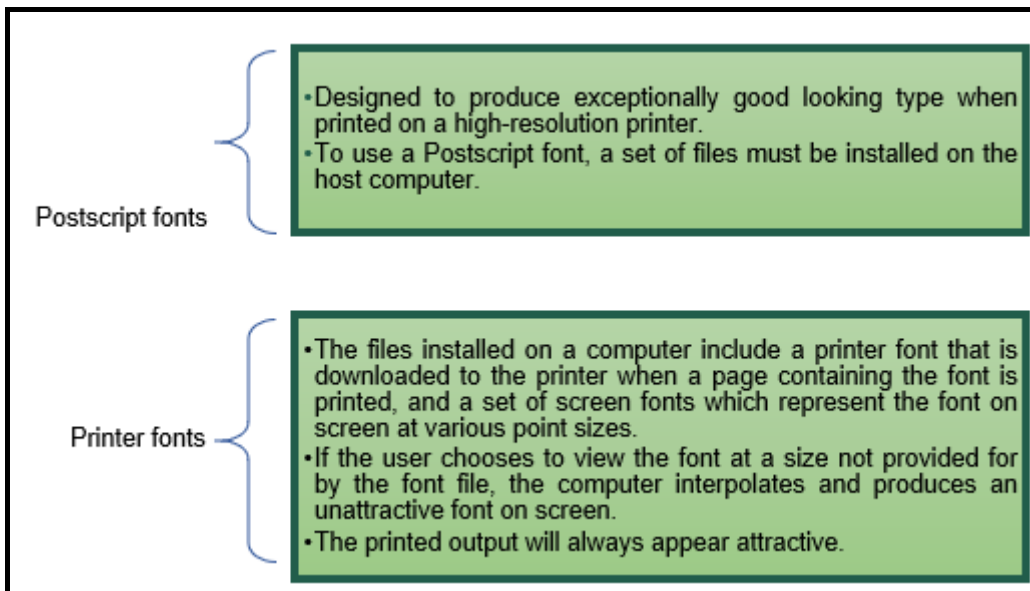 •Designed to produce exceptionally good looking type when
printed on a high-resolution printer.
•To use a Postscript font, a set of files must be installed on the
host computer.
Postscript fonts
•The files installed on a computer include a printer font that is
downloaded to the printer when a page containing the font is
printed, and a set of screen fonts which represent the font on
screen at various point sizes.
•If the user chooses to view the font at a size not provided for
by the font file, the computer interpolates and produces an
unattractive font on screen.
•The printed output will always appear attractive.
Printer fonts